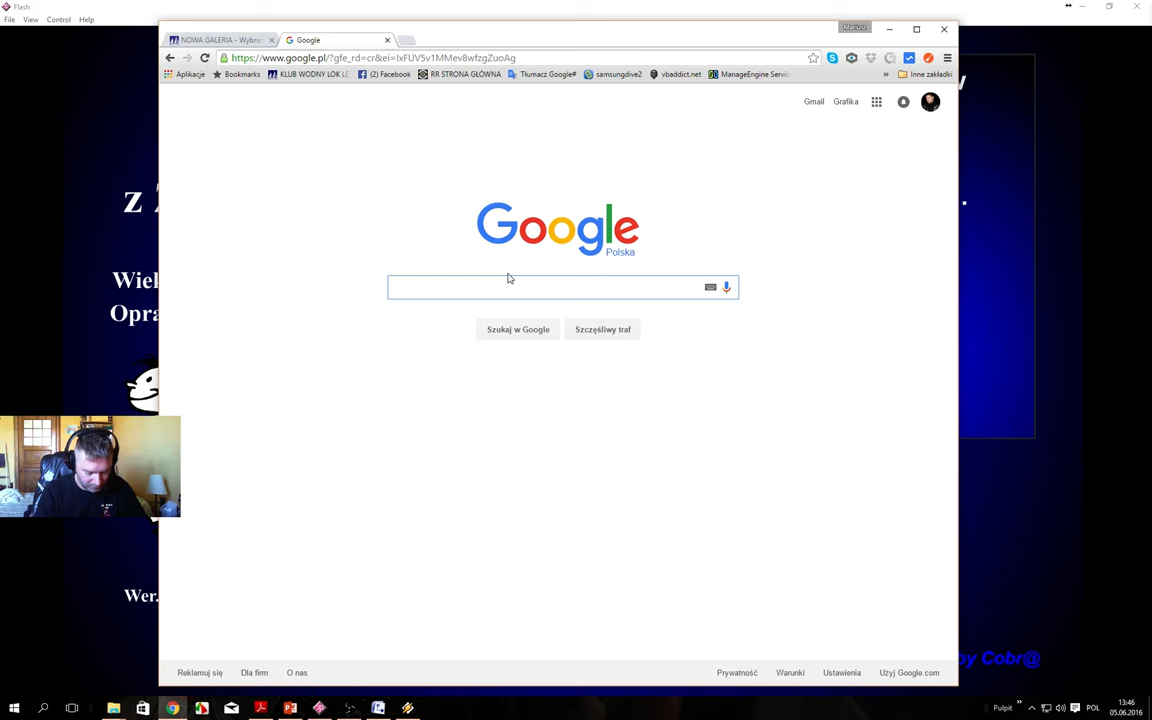 Flash
File View Control Help
Mariusz
NOWA GALERIA - Wybra
Google
https://www.google.pl/?gfe_rd=cr&ei=IxFUV5v1MMev8wfzgZuoAg
Aplikacje Bookmarks KLUB WODNY LOK LE (2) Facebook RR STRONA GŁÓWNA Tłumacz Google# samsungdive2 vbaddict.net ManageEngine Servic » Inne zakładki
Gmail Grafika
z
Google
Polska
Wiel
Opra
Szukaj w Google Szczęśliwy traf
Wer.
by Cobr@
Reklamuj się Dla firm O nas Prywatność Warunki Ustawienia Użyj Google.com
Pulpit » POL 13:46
05.06.2016